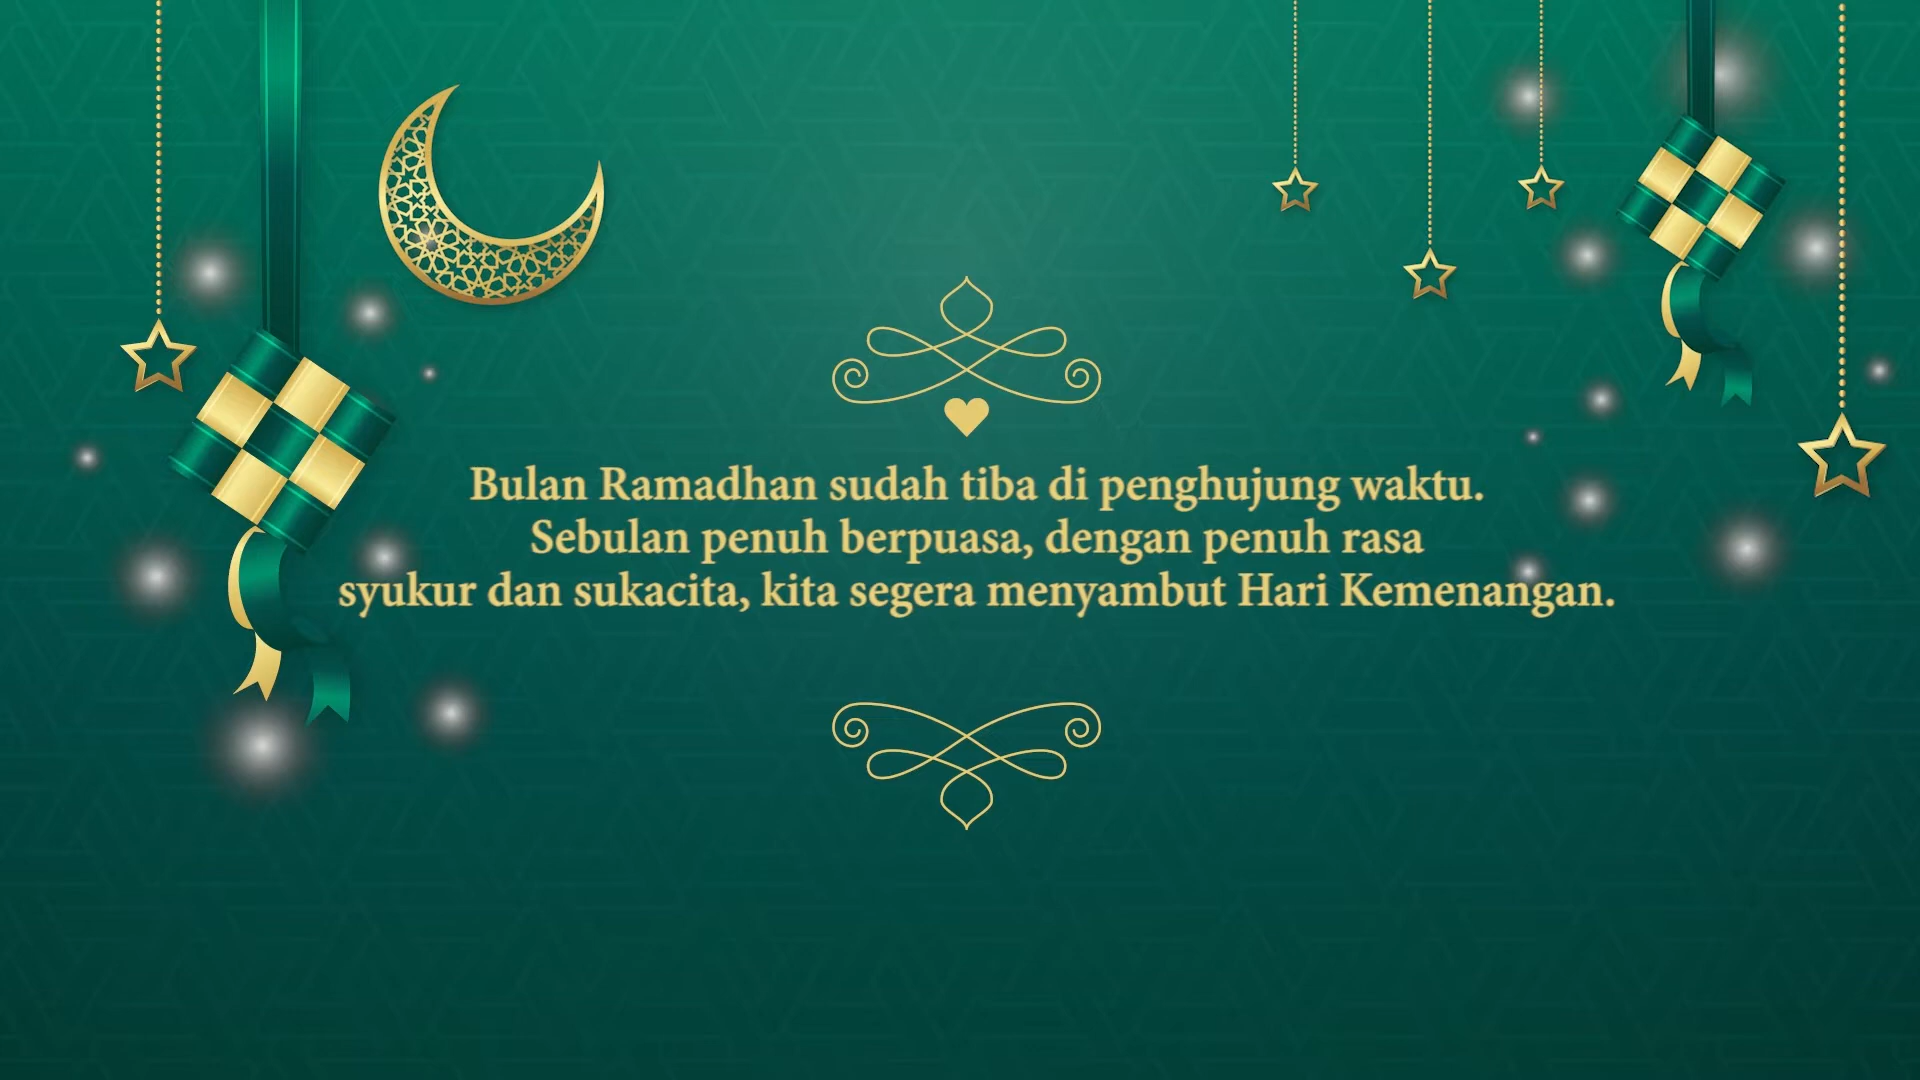 Bulan Ramadhan sudah tiba di penghujung waktu.
Sebulan penuh berpuasa, dengan penuh rasa
syukur dan sukacita, kita segera menyambut Hari Kemenangan.